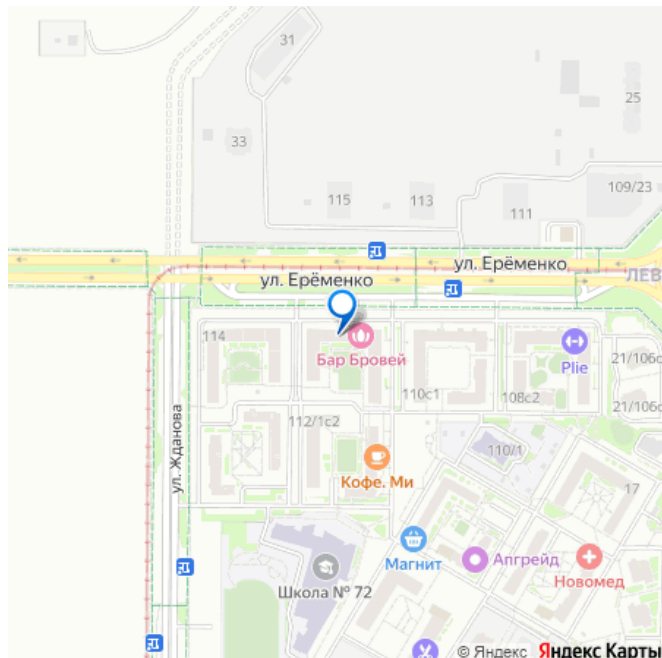 31
25
33
115
113
111
109/23
ул. Ерёменко
ул. Ерёменко
ЛЕВ
114
Бар Бровей
Plie
110с1
108с2
21/106с
21/106с
112/1с2
ул. Жданова
110/1
Кофе. Ми
17
Магнит
Апгрейд
Новомед
Школа № 72
© Яндекс Яндекс Карты